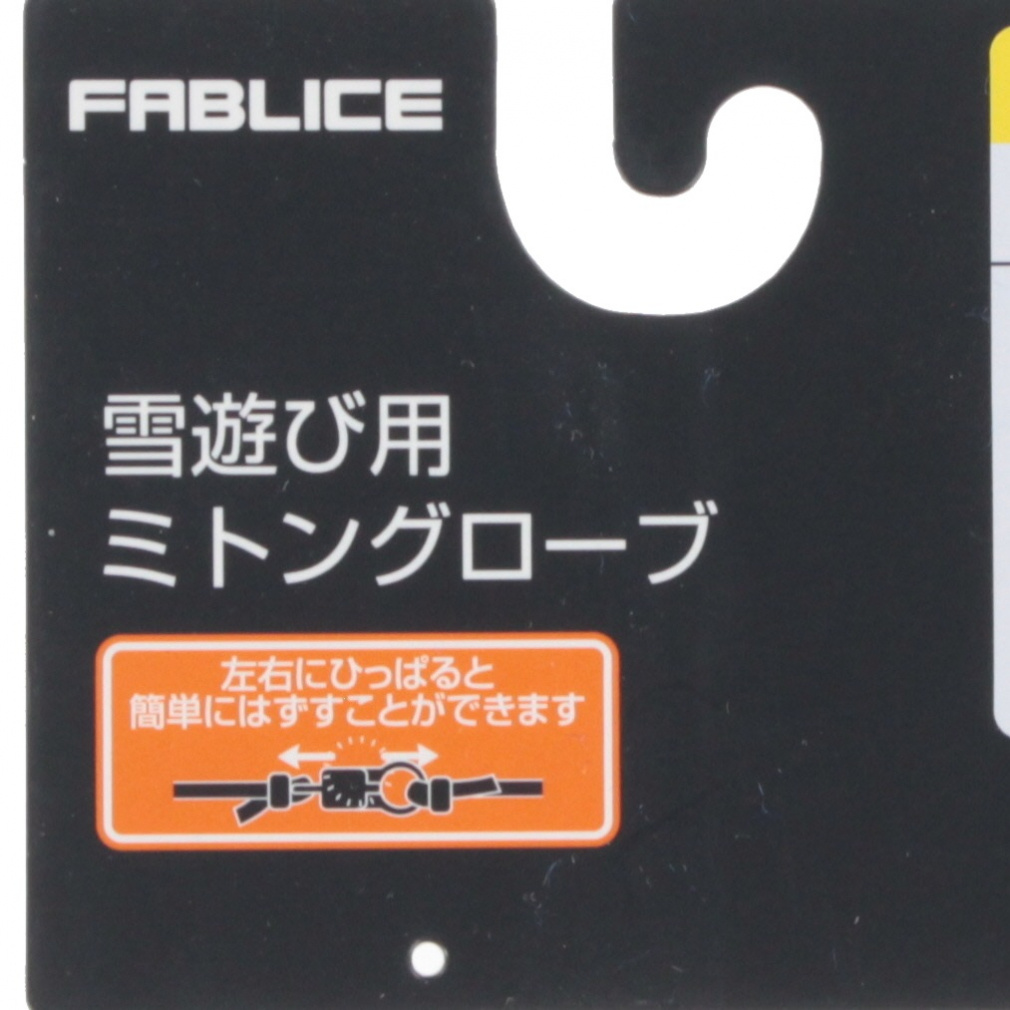 FABLICE
雪遊び用
ミトングローブ
左右にひっぱると
簡単にはずすことができます